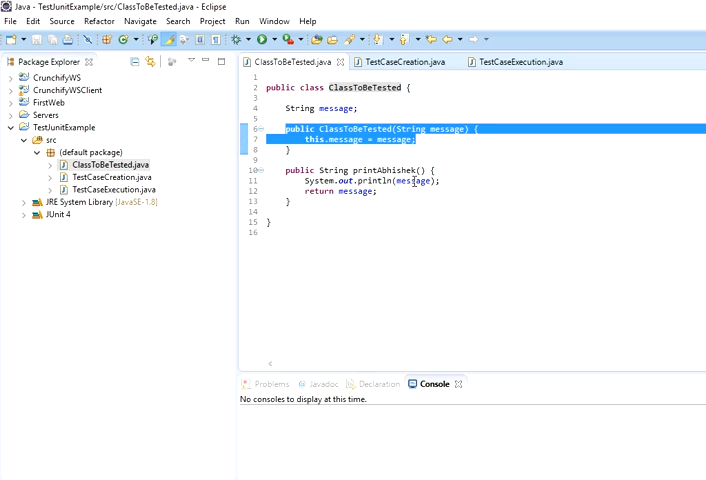 Java - TestJunitExample/src/ClassToBeTested.java - Eclipse
File Edit Source Refactor Navigate Search Project Run Window Help
Package Explorer
ClassToBeTested.java TestCaseCreation.java TestCaseExecution.java
CrunchifyWS
CrunchifyWSClient
FirstWeb
Servers
TestJunitExample
src
(default package)
ClassToBeTested.java
TestCaseCreation.java
TestCaseExecution.java
JRE System Library [JavaSE-1.8]
JUnit 4
1
2 public class ClassToBeTested {
3
4 String message;
5
6 public ClassToBeTested(String message) {
7 this.message = message;
8 }
9
10 public String printAbhishek() {
11 System.out.println(message);
12 return message;
13 }
14
15 }
16
Problems Javadoc Declaration Console
No consoles to display at this time.